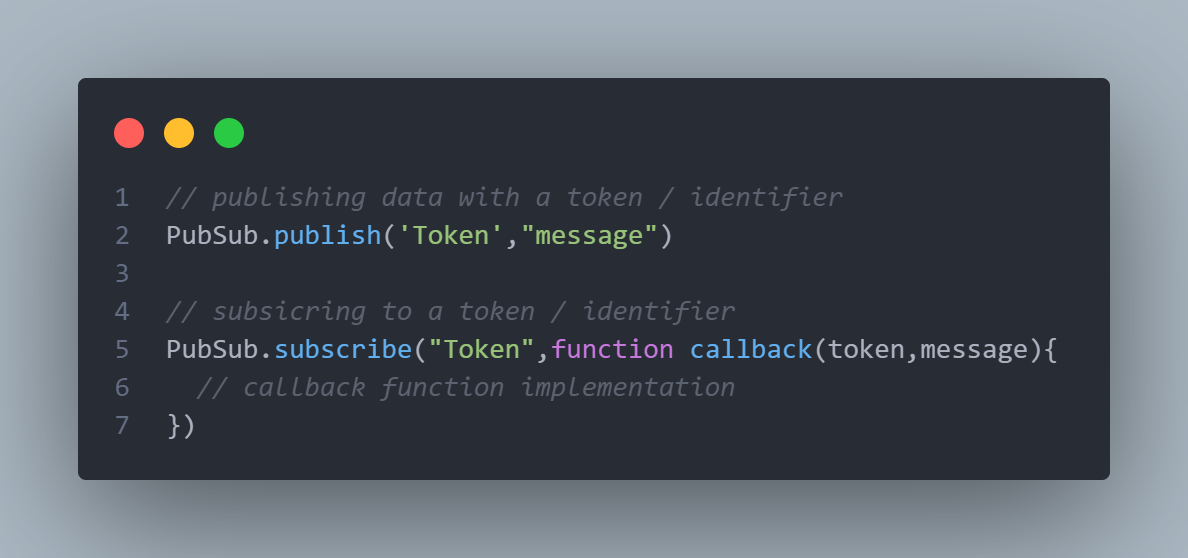 1 // publishing data with a token / identifier
2 PubSub.publish('Token',"message")
3
4 // subsicring to a token / identifier
5 PubSub.subscribe("Token",function callback(token,message){
6   // callback function implementation
7 })